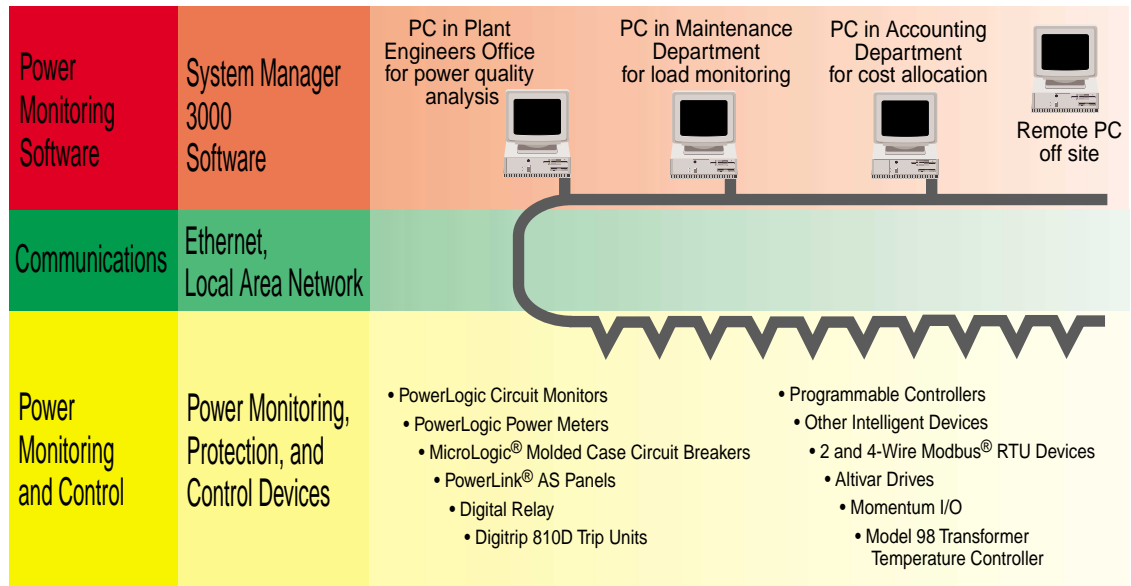 Power
Monitoring
Software
System Manager
3000
Software
PC in Plant
Engineers Office
for power quality
analysis
PC in Maintenance
Department
for load monitoring
PC in Accounting
Department
for cost allocation
Remote PC
off site
Communications
Ethernet,
Local Area Network
Power
Monitoring
and Control
Power Monitoring,
Protection, and
Control Devices
• PowerLogic Circuit Monitors
• PowerLogic Power Meters
• MicroLogic® Molded Case Circuit Breakers
• PowerLink® AS Panels
• Digital Relay
• Digitrip 810D Trip Units
• Programmable Controllers
• Other Intelligent Devices
• 2 and 4-Wire Modbus® RTU Devices
• Altivar Drives
• Momentum I/O
• Model 98 Transformer
Temperature Controller